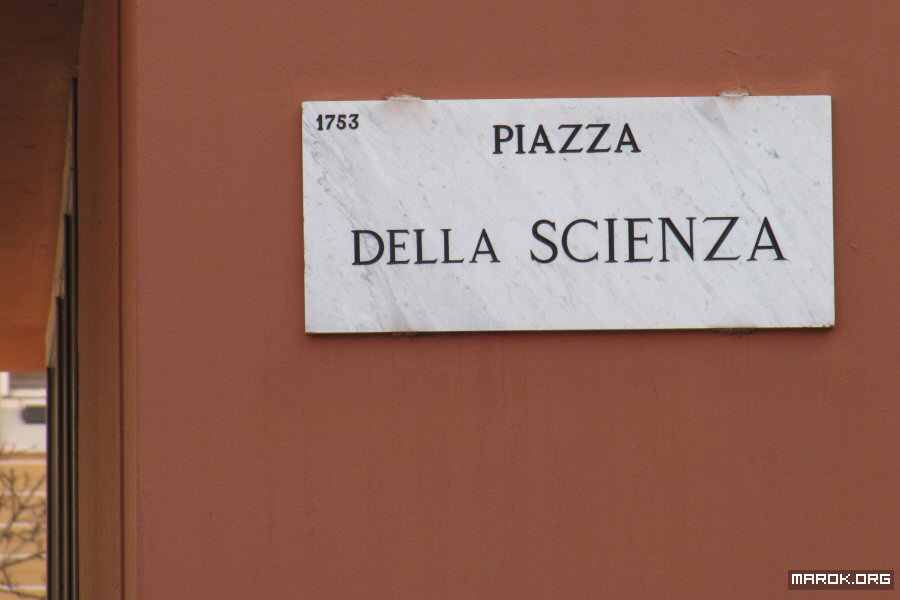 1753
PIAZZA
DELLA SCIENZA
MAROK.ORG